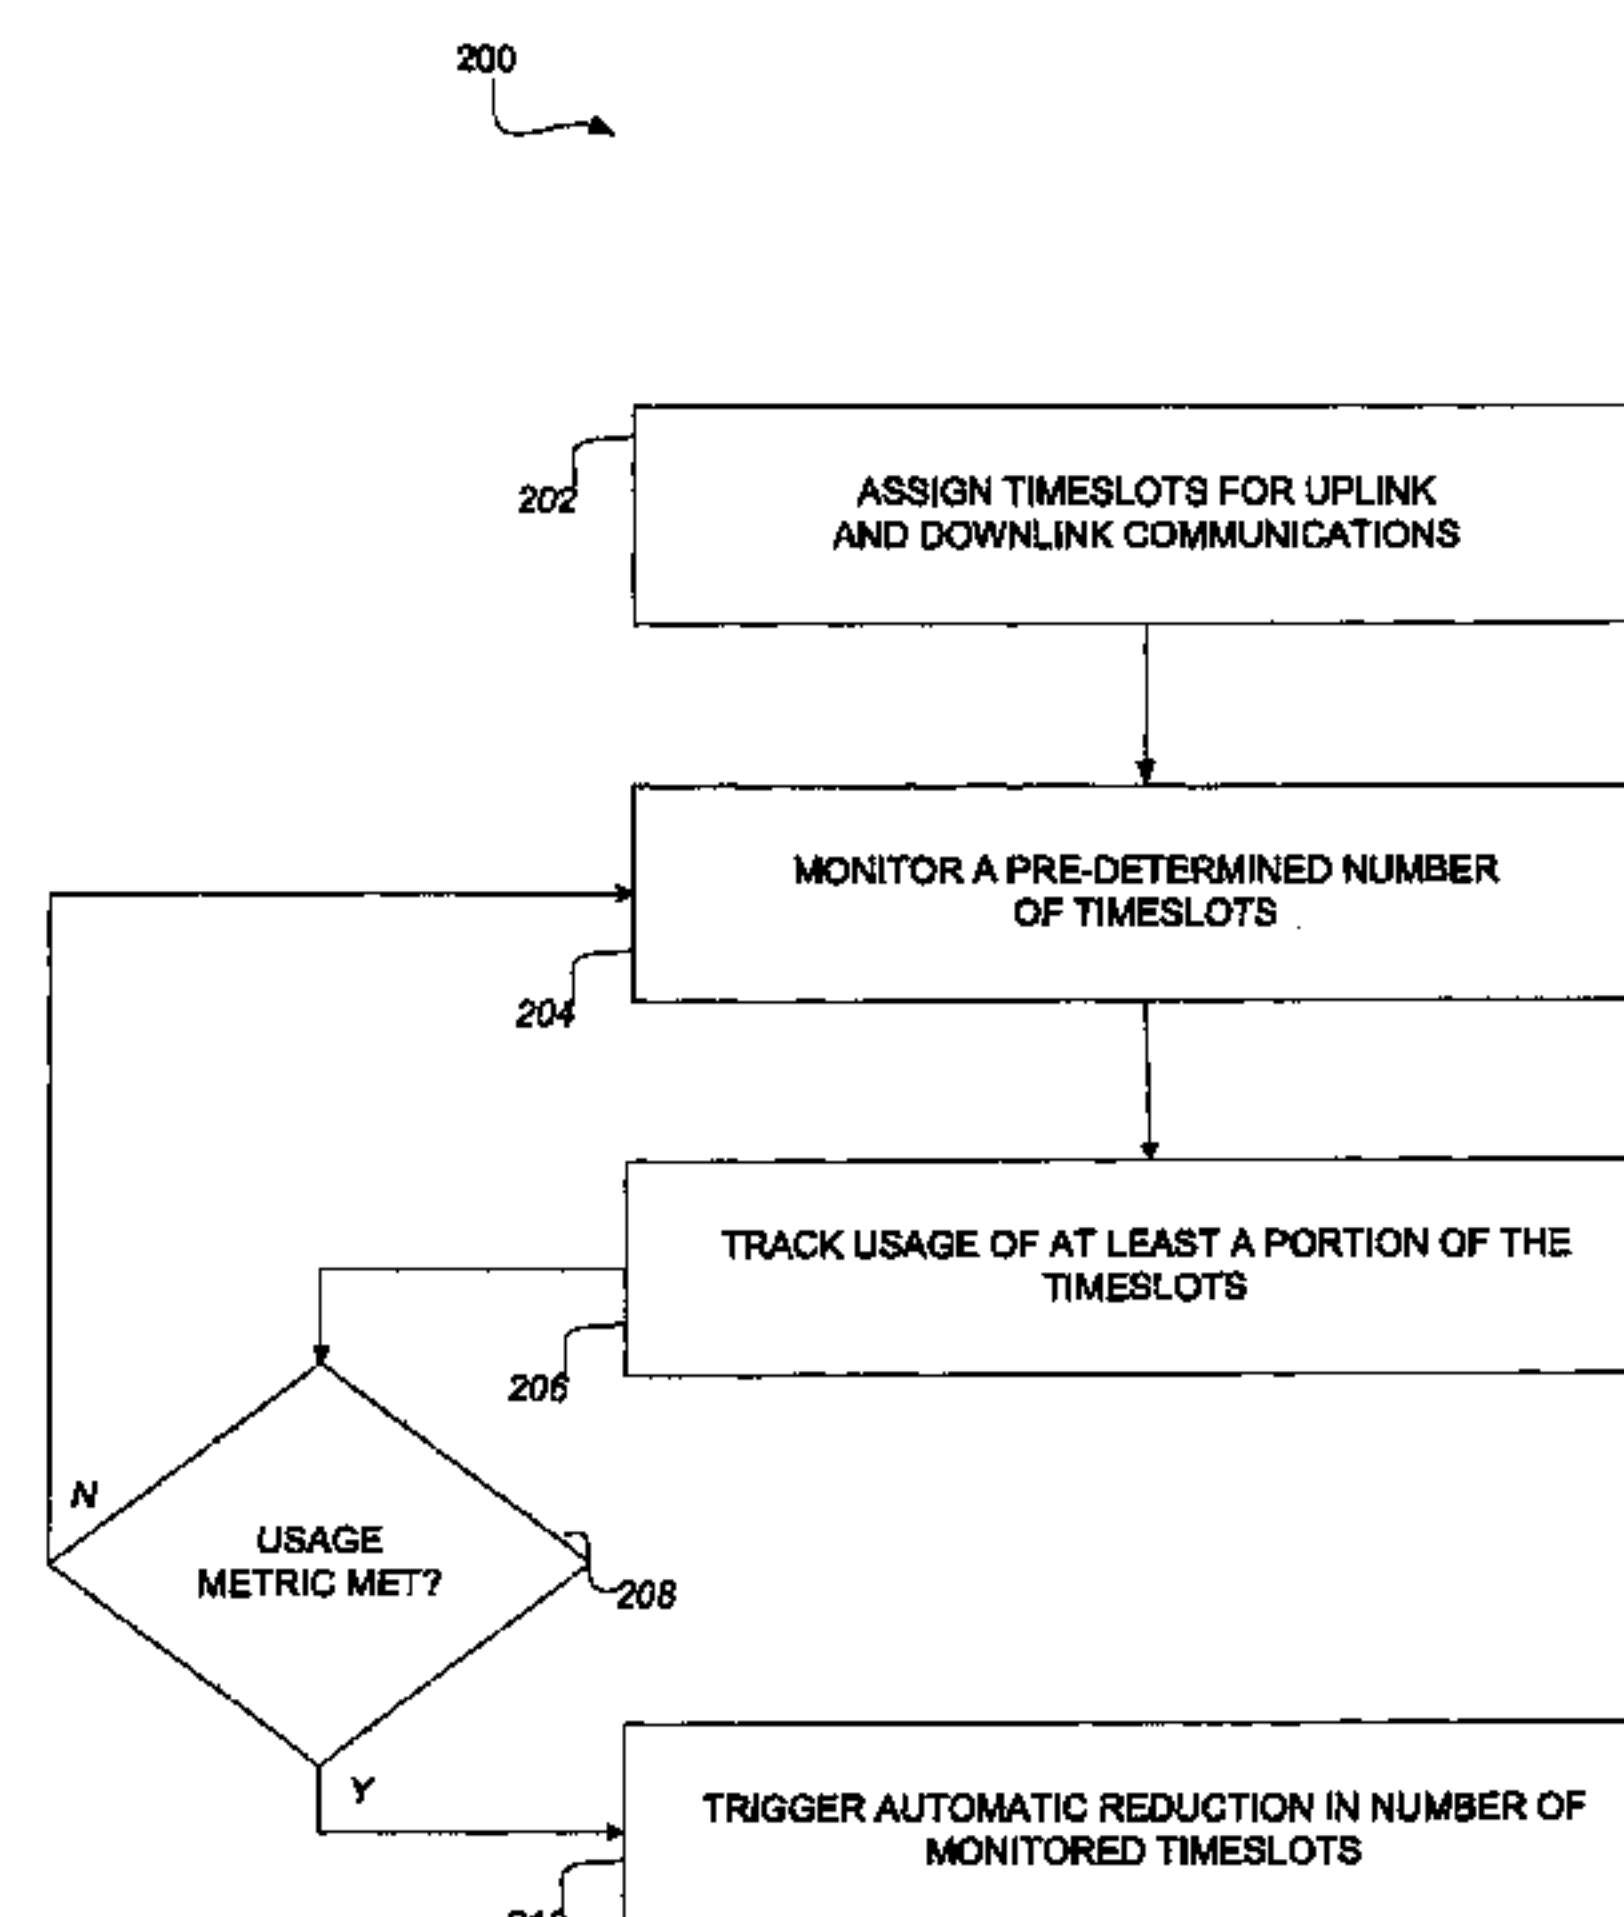 200
202
ASSIGN TIMESLOTS FOR UPLINK
AND DOWNLINK COMMUNICATIONS
MONITOR A PRE-DETERMINED NUMBER
OF TIMESLOTS
204
TRACK USAGE OF AT LEAST A PORTION OF THE
TIMESLOTS
206
N
USAGE
METRIC MET?
208
Y
TRIGGER AUTOMATIC REDUCTION IN NUMBER OF
MONITORED TIMESLOTS